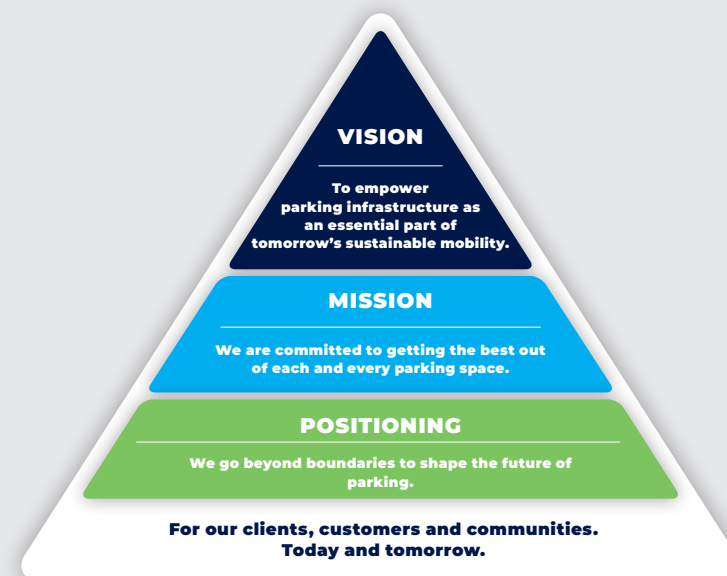 VISION
To empower
parking infrastructure as
an essential part of
tomorrow's sustainable mobility.
MISSION
We are committed to getting the best out
of each and every parking space.
POSITIONING
We go beyond boundaries to shape the future of
parking.
For our clients, customers and communities.
Today and tomorrow.